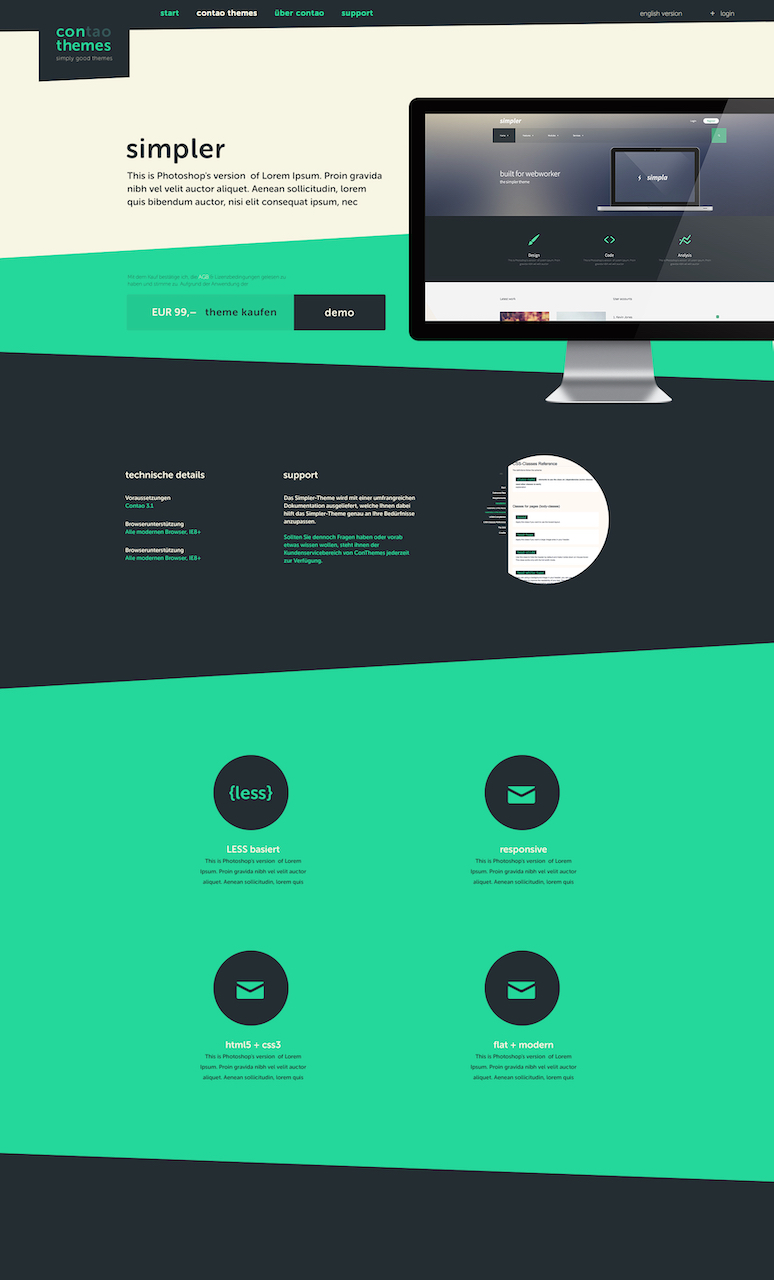 start
contao themes
über contao
support
english version
+ login
contao
themes
simply good themes
simpler
This is Photoshop's version of Lorem Ipsum. Proin gravida
nibh vel velit auctor aliquet. Aenean sollicitudin, lorem
quis bibendum auctor, nisi elit consequat ipsum, nec
EUR 99,– theme kaufen
demo
simpler
built for webworker
the simpler theme
simpla
Design
Code
Analysis
technische details
Voraussetzungen
Contao 3.1
Browserunterstützung
Alle modernen Browser, IE8+
Browserunterstützung
Alle modernen Browser, IE8+
support
Das Simpler-Theme wird mit einer umfrangreichen
Dokumentation ausgeliefert, welche Ihnen dabei
hilft das Simpler-Theme genau an Ihre Bedürfnisse
anzupassen.
Sollten Sie dennoch Fragen haben oder vorab
etwas wissen wollen, steht Ihnen der
Kundenservicebereich von ConThemes jederzeit
zur Verfügung.
CSS-Classes Reference
{less}
LESS basiert
This is Photoshop's version of Lorem
Ipsum. Proin gravida nibh vel velit auctor
aliquet. Aenean sollicitudin, lorem quis
responsive
This is Photoshop's version of Lorem
Ipsum. Proin gravida nibh vel velit auctor
aliquet. Aenean sollicitudin, lorem quis
html5 + css3
This is Photoshop's version of Lorem
Ipsum. Proin gravida nibh vel velit auctor
aliquet. Aenean sollicitudin, lorem quis
flat + modern
This is Photoshop's version of Lorem
Ipsum. Proin gravida nibh vel velit auctor
aliquet. Aenean sollicitudin, lorem quis